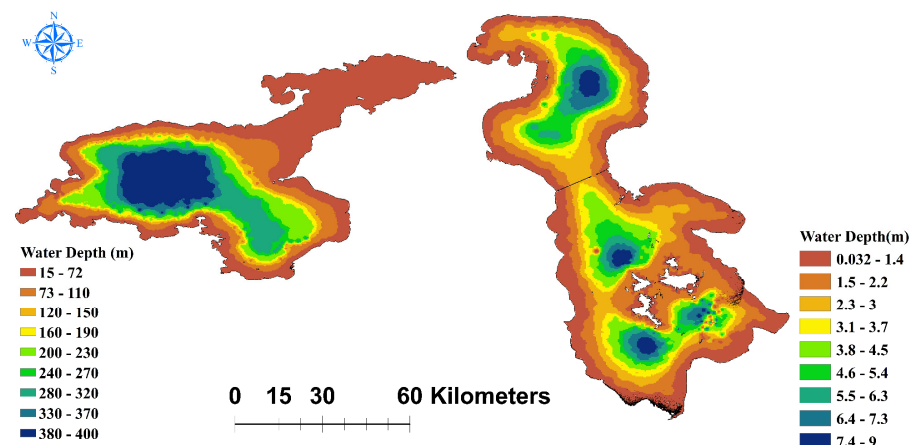 N
W E
S
Water Depth (m)
15 - 72
73 - 110
120 - 150
160 - 190
200 - 230
240 - 270
280 - 320
330 - 370
380 - 400
0 15 30 60 Kilometers
Water Depth(m)
0.032 - 1.4
1.5 - 2.2
2.3 - 3
3.1 - 3.7
3.8 - 4.5
4.6 - 5.4
5.5 - 6.3
6.4 - 7.3
7.4 - 9